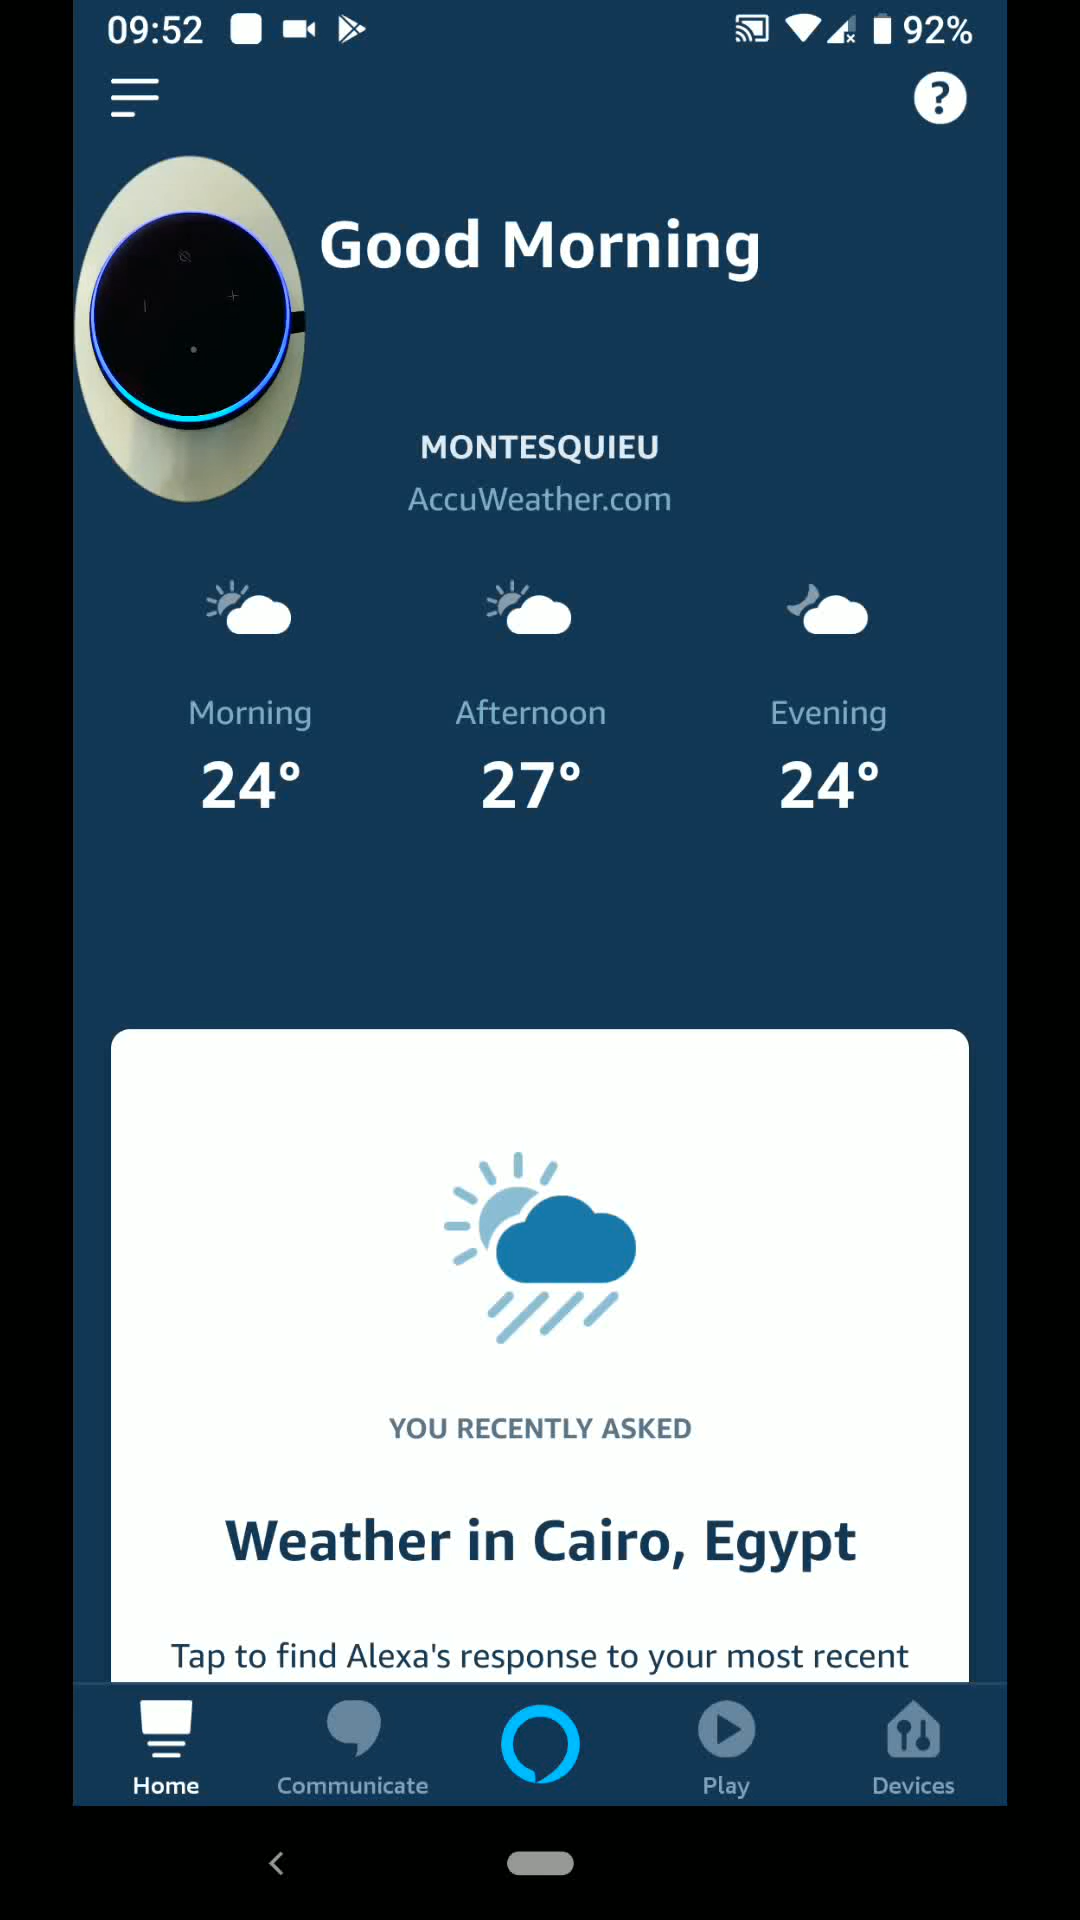 09:52 92%
?
Good Morning
MONTESQUIEU
AccuWeather.com
Morning Afternoon Evening
24° 27° 24°
YOU RECENTLY ASKED
Weather in Cairo, Egypt
Tap to find Alexa's response to your most recent
Home Communicate Play Devices